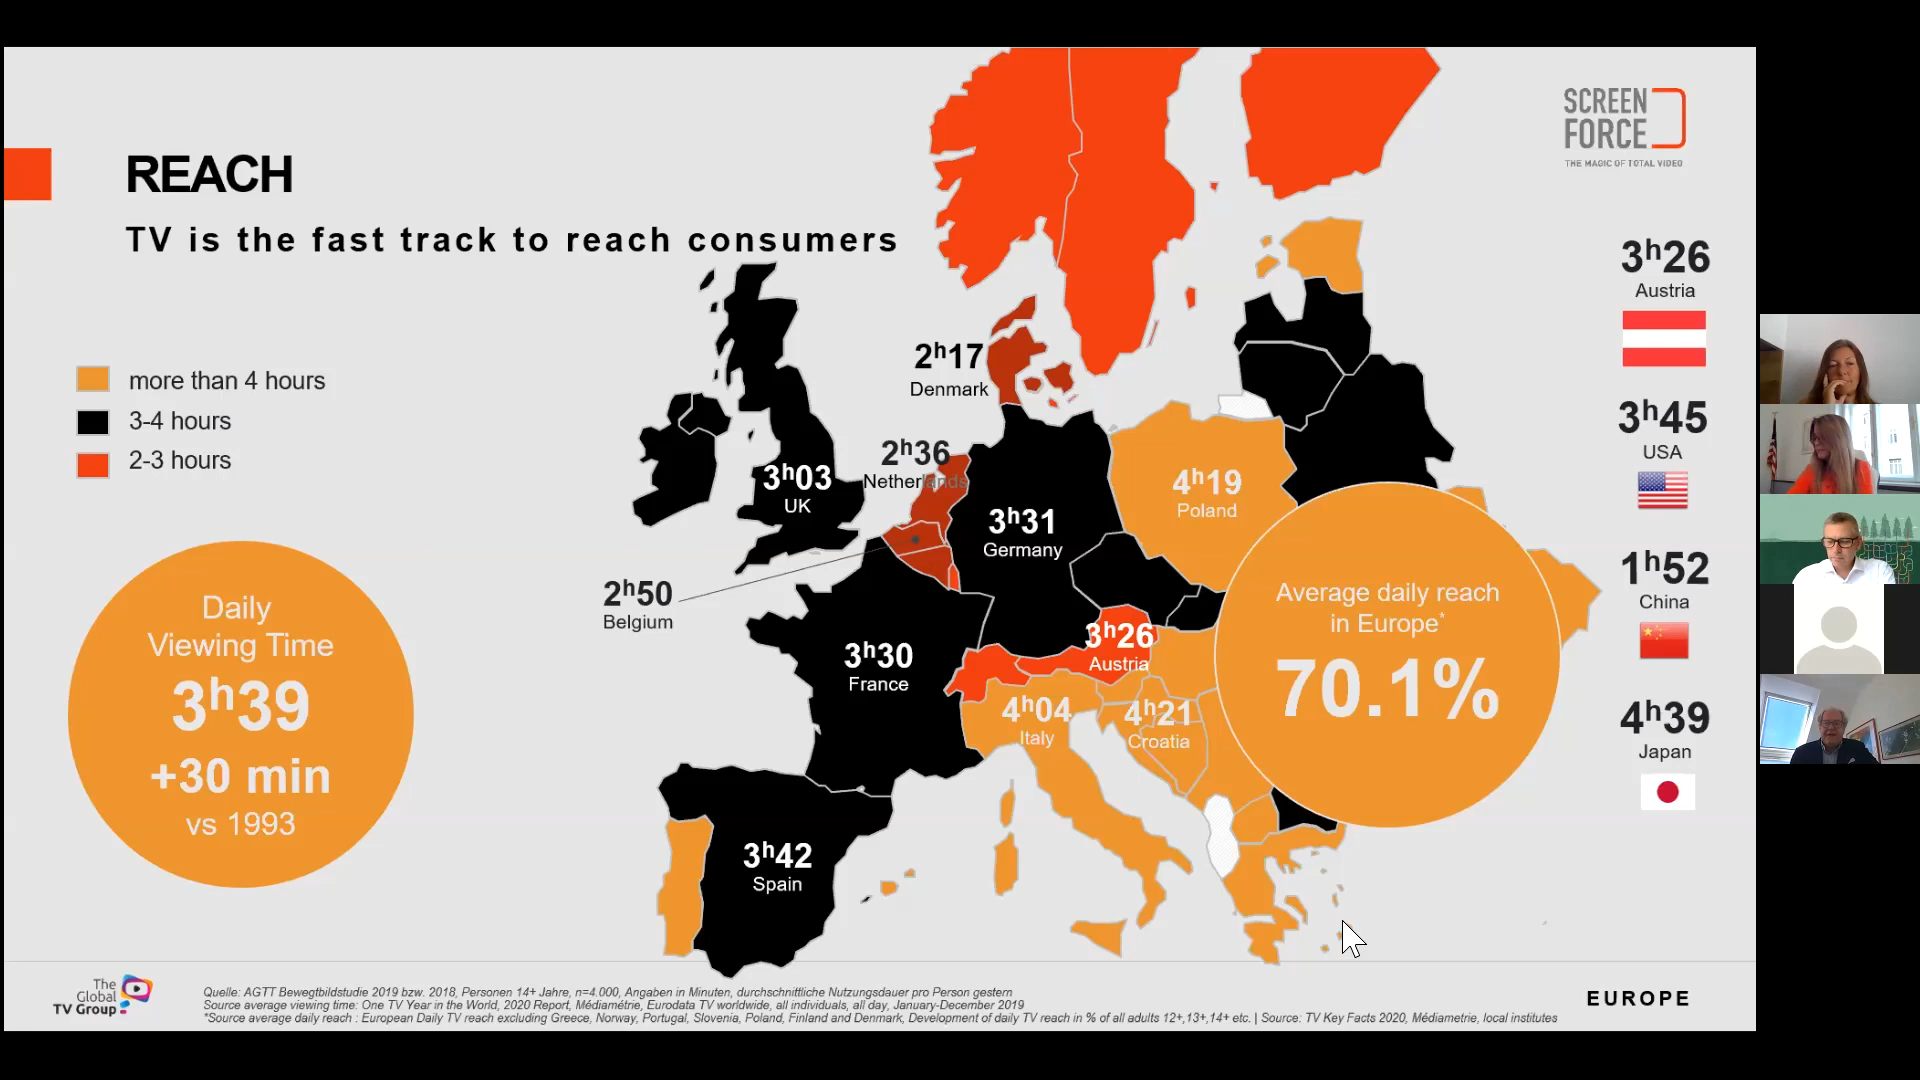 SCREEN
FORCE
THE MAGIC OF TOTAL VIDEO
REACH
TV is the fast track to reach consumers
more than 4 hours
3-4 hours
2-3 hours
Daily
Viewing Time
3h39
+30 min
vs 1993
2h17
Denmark
2h36
Netherlands
3h03
UK
2h50
Belgium
3h31
Germany
4h19
Poland
3h30
France
3h26
Austria
4h04
Italy
4h21
Croatia
3h42
Spain
Average daily reach
in Europe*
70.1%
3h26
Austria
3h45
USA
1h52
China
4h39
Japan
The
Global
TV Group
Quelle: AGTT Bewegtbildstudie 2019 bzw. 2018, Personen 14+ Jahre, n=4.000, Angaben in Minuten, durchschnittliche Nutzungsdauer pro Person gestern
Source average viewing time: One TV Year in the World, 2020 Report, Médiamétrie, Eurodata TV worldwide, all individuals, all day, January-December 2019
*Source average daily reach : European Daily TV reach excluding Greece, Norway, Portugal, Slovenia, Poland, Finland and Denmark, Development of daily TV reach in % of all adults 12+,13+,14+ etc. | Source: TV Key Facts 2020, Médiametrie, local institutes
EUROPE